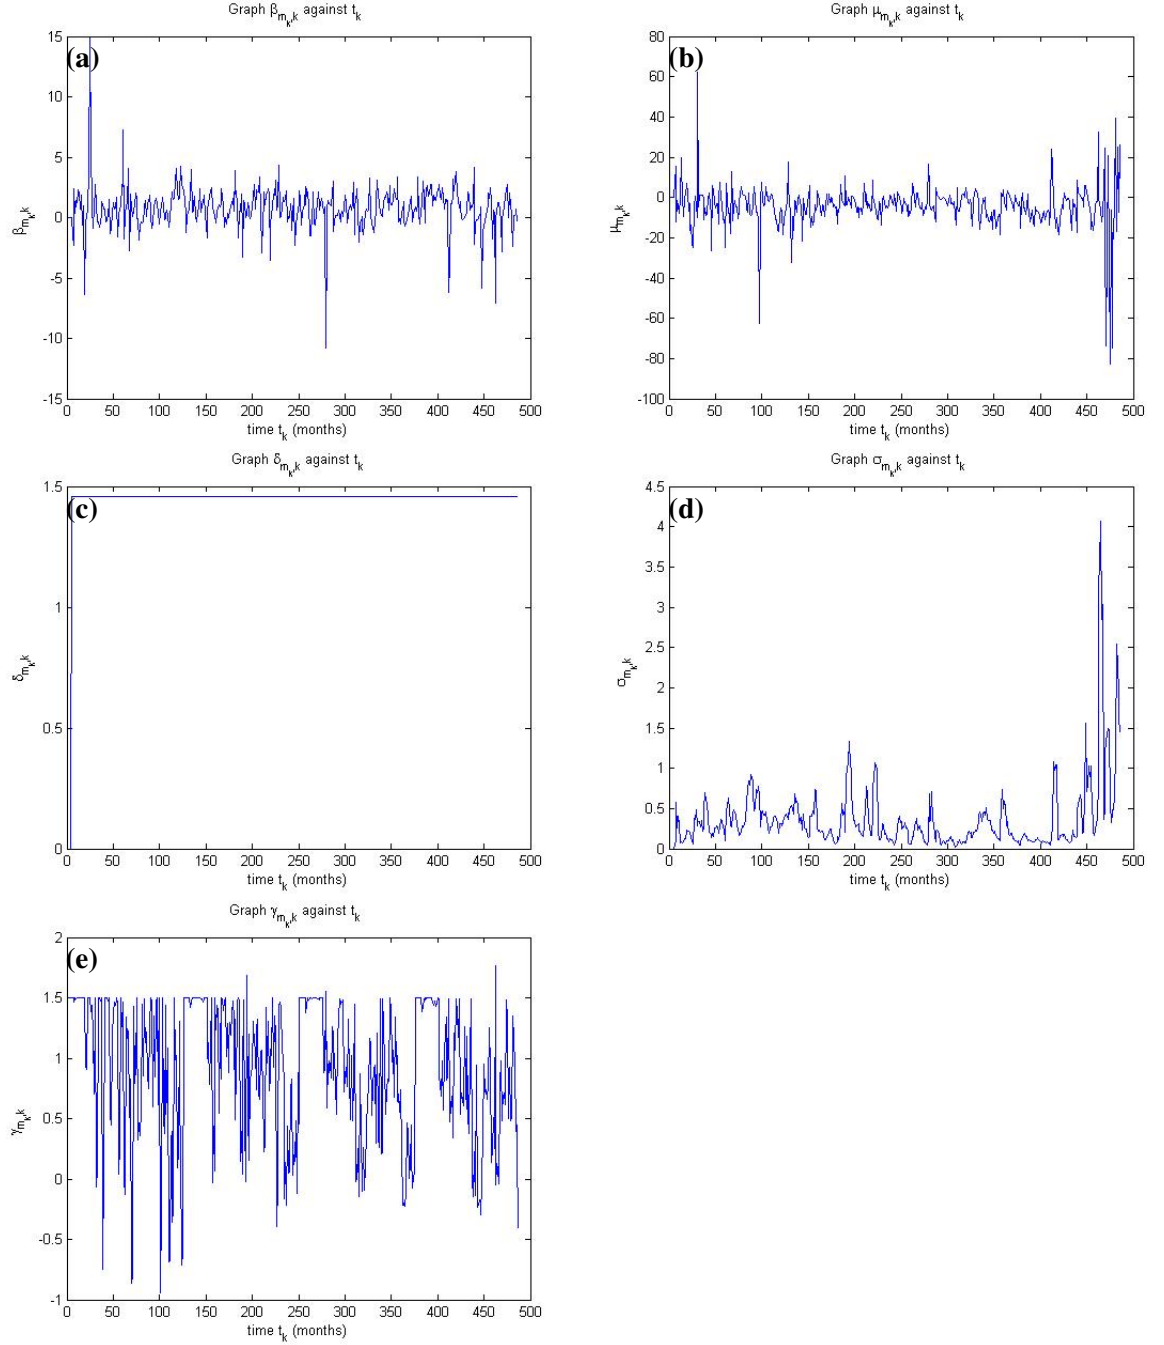 Graph β_{m_k,k} against t_k
(a)
15
10
5
0
-5
-10
-15
β_{m_k,k}
0 50 100 150 200 250 300 350 400 450 500
time t_k (months)
Graph μ_{m_k,k} against t_k
(b)
80
60
40
20
0
-20
-40
-60
-80
-100
μ_{m_k,k}
0 50 100 150 200 250 300 350 400 450 500
time t_k (months)
Graph δ_{m_k,k} against t_k
(c)
1.5
1
0.5
0
δ_{m_k,k}
0 50 100 150 200 250 300 350 400 450 500
time t_k (months)
Graph σ_{m_k,k} against t_k
(d)
4.5
4
3.5
3
2.5
2
1.5
1
0.5
0
σ_{m_k,k}
0 50 100 150 200 250 300 350 400 450 500
time t_k (months)
Graph γ_{m_k,k} against t_k
(e)
2
1.5
1
0.5
0
-0.5
-1
γ_{m_k,k}
0 50 100 150 200 250 300 350 400 450 500
time t_k (months)